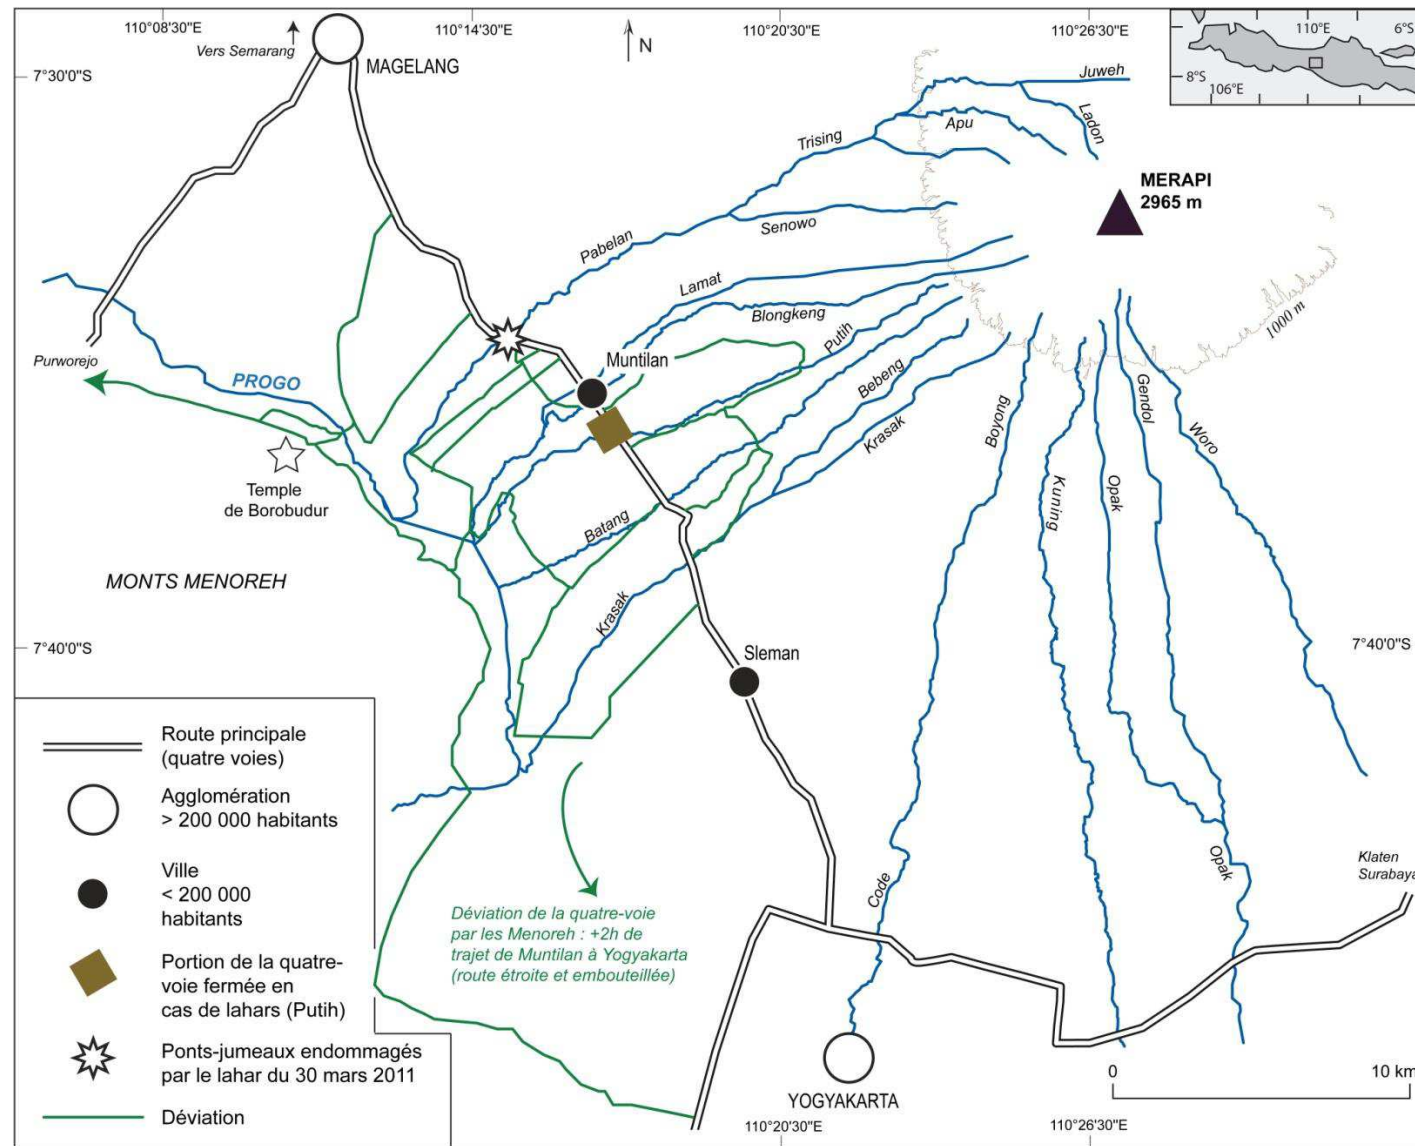 110°08'30"E
110°14'30"E
110°20'30"E
110°26'30"E
110°E
6°S
8°S
106°E
Vers Semarang
N
MAGELANG
7°30'0"S
Juweh
Ladon
Apu
Trising
MERAPI
2965 m
Senowo
Pabelan
Lamat
Blongkeng
Putih
1000 m
Purworejo
PROGO
Muntilan
Bebeng
Krasak
Boyong
Gendol
Woro
Temple
de Borobudur
Kuning
Opak
Batang
MONTS MENOREH
Krasak
7°40'0"S
7°40'0"S
Sleman
Route principale
(quatre voies)
Agglomération
> 200 000 habitants
Ville
< 200 000
habitants
Portion de la quatre-
voie fermée en
cas de lahars (Putih)
Ponts-jumeaux endommagés
par le lahar du 30 mars 2011
Déviation
Déviation de la quatre-voie
par les Menoreh : +2h de
trajet de Muntilan à Yogyakarta
(route étroite et embouteillée)
Code
Opak
Klaten
Surabaya
YOGYAKARTA
0
10 km
110°20'30"E
110°26'30"E